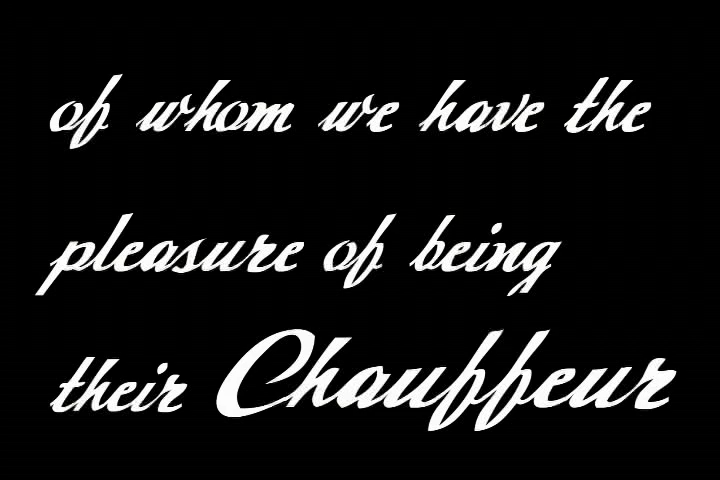 of whom we have the
pleasure of being
their Chauffeur